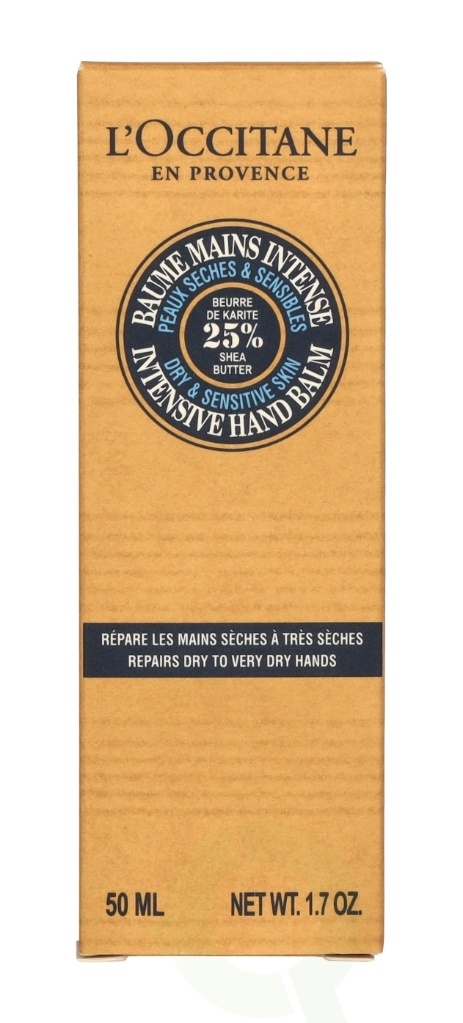 L'OCCITANE
EN PROVENCE
BAUME MAINS INTENSE
PEAUX SECHES & SENSIBLES
BEURRE
DE KARITE
25%
SHEA
BUTTER
DRY & SENSITIVE SKIN
INTENSIVE HAND BALM
RÉPARE LES MAINS SÈCHES À TRÈS SÈCHES
REPAIRS DRY TO VERY DRY HANDS
50 ML NET WT. 1.7 OZ.